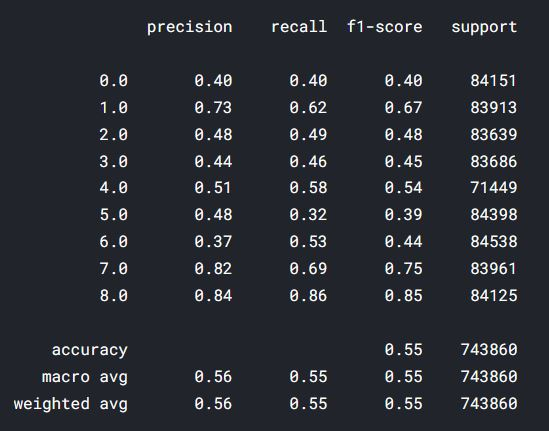 precision recall f1-score support
0.0 0.40 0.40 0.40 84151
1.0 0.73 0.62 0.67 83913
2.0 0.48 0.49 0.48 83639
3.0 0.44 0.46 0.45 83686
4.0 0.51 0.58 0.54 71449
5.0 0.48 0.32 0.39 84398
6.0 0.37 0.53 0.44 84538
7.0 0.82 0.69 0.75 83961
8.0 0.84 0.86 0.85 84125
accuracy 0.55 743860
macro avg 0.56 0.55 0.55 743860
weighted avg 0.56 0.55 0.55 743860